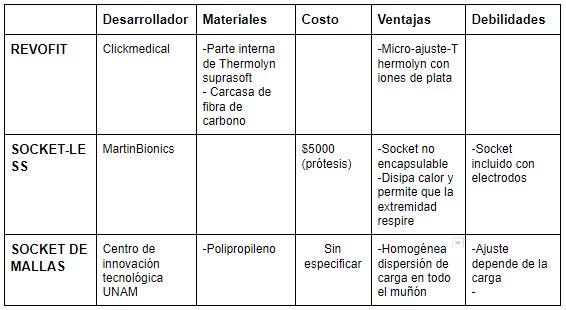 Desarrollador Materiales Costo Ventajas Debilidades
REVOFIT
Clickmedical
-Parte interna
de Thermolyn
suprasoft
- Carcasa de
fibra de
carbono
-Micro-ajuste-T
hermolyn con
iones de plata
SOCKET-LE
SS
MartinBionics
$5000
(prótesis)
-Socket no
encapsulable
-Disipa calor y
permite que la
extremidad
respire
-Socket
incluido con
electrodos
SOCKET DE
MALLAS
Centro de
innovación
tecnológica
UNAM
-Polipropileno
Sin
especificar
-Homogénea
dispersión de
carga en todo
el muñón
-Ajuste
depende de la
carga
-